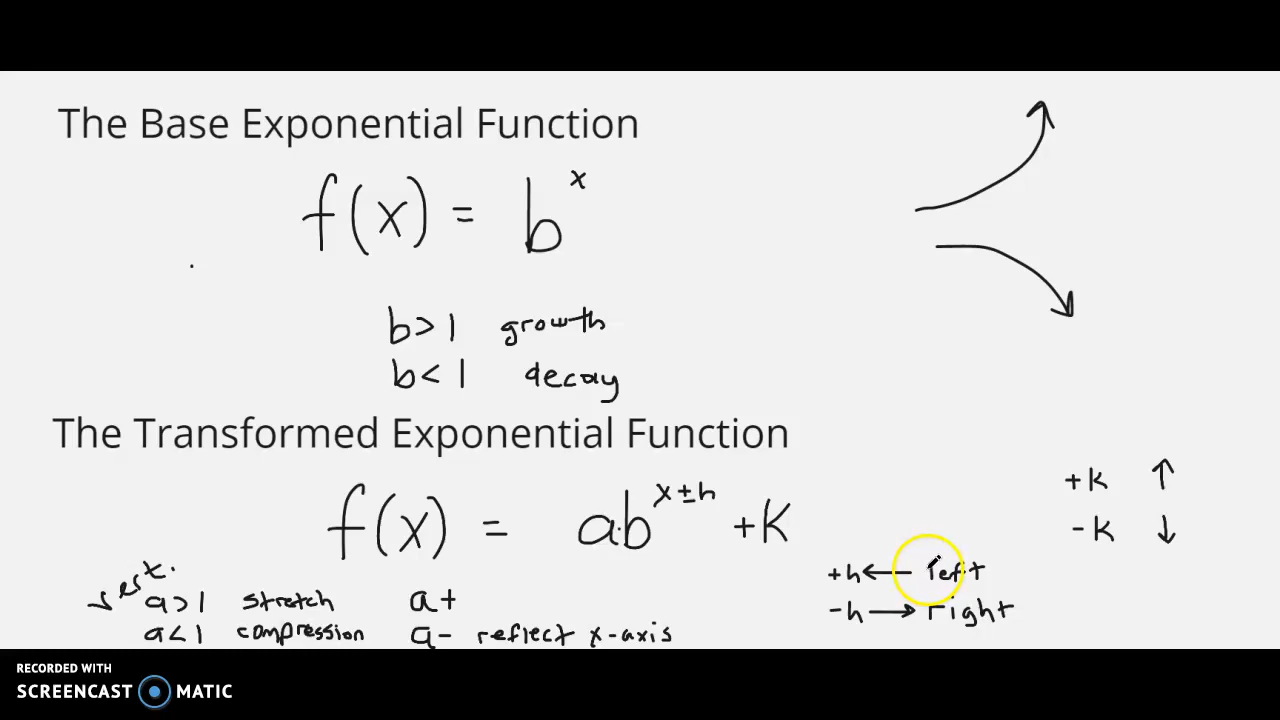 The Base Exponential Function
f(x) = b^x
b > 1 growth
b < 1 decay
The Transformed Exponential Function
f(x) = ab^(x±h) + k
+k ↑
-k ↓
+h ← left
-h → right
vert.
a > 1 stretch a+
a < 1 compression a- reflect x-axis
RECORDED WITH
SCREENCAST MATIC